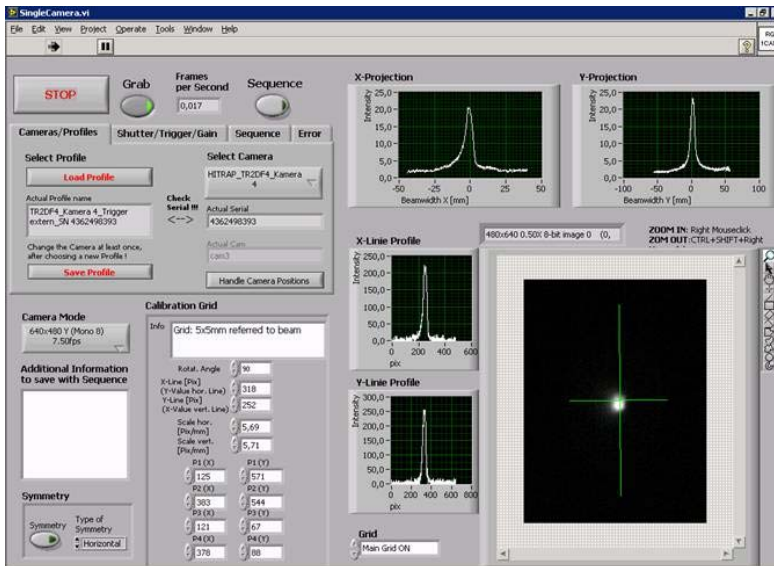 SingleCamera.vi
File Edit View Project Operate Tools Window Help
STOP
Grab
Frames
per Second
0,017
Sequence
Cameras/Profiles
Shutter/Trigger/Gain
Sequence
Error
Select Profile
Load Profile
Actual Profile name
TR2DF4_Kamera 4_Trigger
extern_SN 4362498393
Change the Camera at least once,
after choosing a new Profile !
Save Profile
Check
Serial !!!
<-->
Select Camera
HITRAP_TR2DF4_Kamera
4
Actual Serial
4362498393
Actual Cam
cam3
Handle Camera Positions
Camera Mode
640x480 Y (Mono 8)
7.50fps
Additional Information
to save with Sequence
Symmetry
Symmetry
Type of
Symmetry
Horizontal
Calibration Grid
Info
Grid: 5x5mm referred to beam
Rotat. Angle
90
X-Line [Pix]
(Y-Value hor. Line)
318
Y-Line [Pix]
(X-Value vert. Line)
252
Scale hor.
[Pix/mm]
5,69
Scale vert.
[Pix/mm]
5,71
P1 (X) P1 (Y)
125 571
P2 (X) P2 (Y)
383 544
P3 (X) P3 (Y)
121 67
P4 (X) P4 (Y)
378 88
X-Projection
Intensity
25,0
20,0
15,0
10,0
5,0
0,0
-50 -20 0 20 40
Beamwidth X [mm]
Y-Projection
Intensity
25,0
20,0
15,0
10,0
5,0
0,0
-100 -50 0 50 100
Beamwidth Y [mm]
X-Linie Profile
Intensity
250,0
200,0
150,0
100,0
50,0
0,0
0 200 400 600
pix
Y-Linie Profile
Intensity
300,0
250,0
200,0
150,0
100,0
50,0
0,0
0 200 400 640
pix
Grid
Main Grid ON
480x640 0.50X 8-bit image 0 (0,
ZOOM IN: Right Mouseclick
ZOOM OUT:CTRL+SHIFT+Right